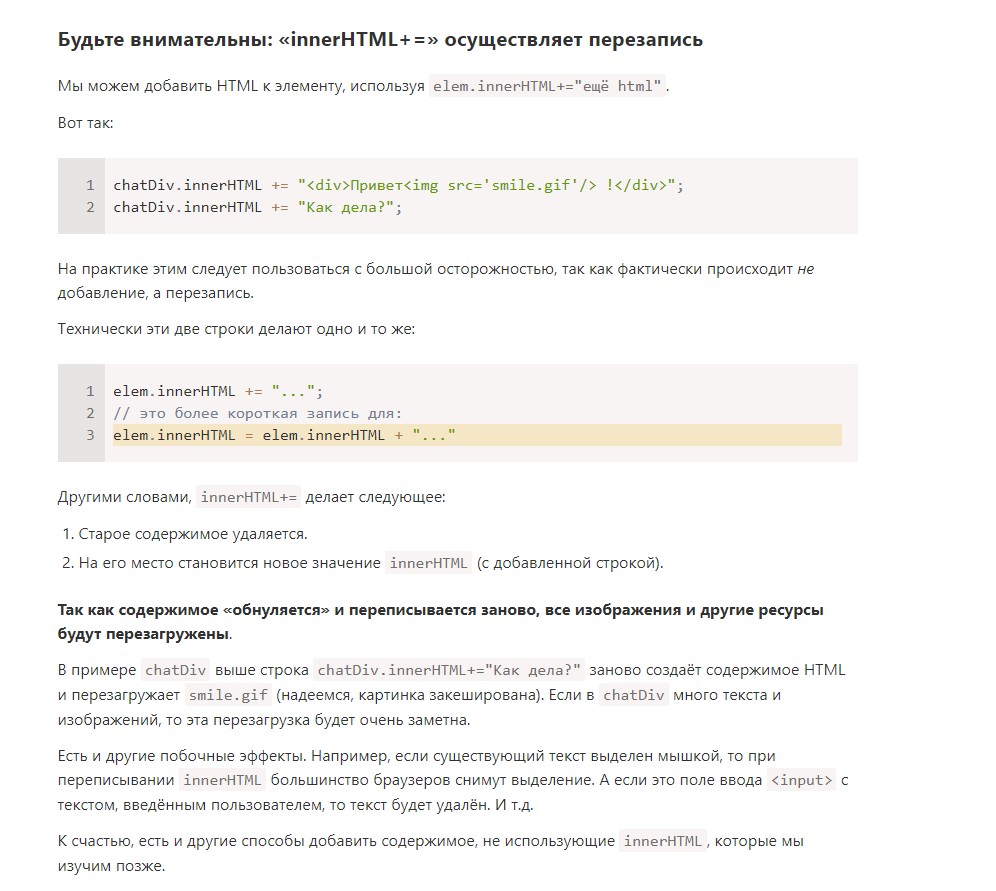 Будьте внимательны: «innerHTML+=» осуществляет перезапись
Мы можем добавить HTML к элементу, используя elem.innerHTML+="ещё html".
Вот так:
1 chatDiv.innerHTML += "<div>Привет<img src='smile.gif'/> !</div>";
2 chatDiv.innerHTML += "Как дела?";
На практике этим следует пользоваться с большой осторожностью, так как фактически происходит не
добавление, а перезапись.
Технически эти две строки делают одно и то же:
1 elem.innerHTML += "...";
2 // это более короткая запись для:
3 elem.innerHTML = elem.innerHTML + "..."
Другими словами, innerHTML+= делает следующее:
1. Старое содержимое удаляется.
2. На его место становится новое значение innerHTML (с добавленной строкой).
Так как содержимое «обнуляется» и переписывается заново, все изображения и другие ресурсы
будут перезагружены.
В примере chatDiv выше строка chatDiv.innerHTML+="Как дела?" заново создаёт содержимое HTML
и перезагружает smile.gif (надеемся, картинка закеширована). Если в chatDiv много текста и
изображений, то эта перезагрузка будет очень заметна.
Есть и другие побочные эффекты. Например, если существующий текст выделен мышкой, то при
переписывании innerHTML большинство браузеров снимут выделение. А если это поле ввода <input> с
текстом, введённым пользователем, то текст будет удалён. И т.д.
К счастью, есть и другие способы добавить содержимое, не использующие innerHTML, которые мы
изучим позже.